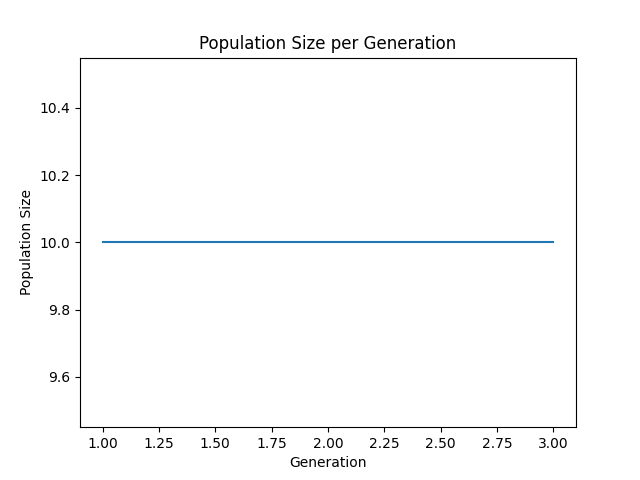 Population Size per Generation
10.4
10.2
10.0
9.8
9.6
Population Size
1.00 1.25 1.50 1.75 2.00 2.25 2.50 2.75 3.00
Generation